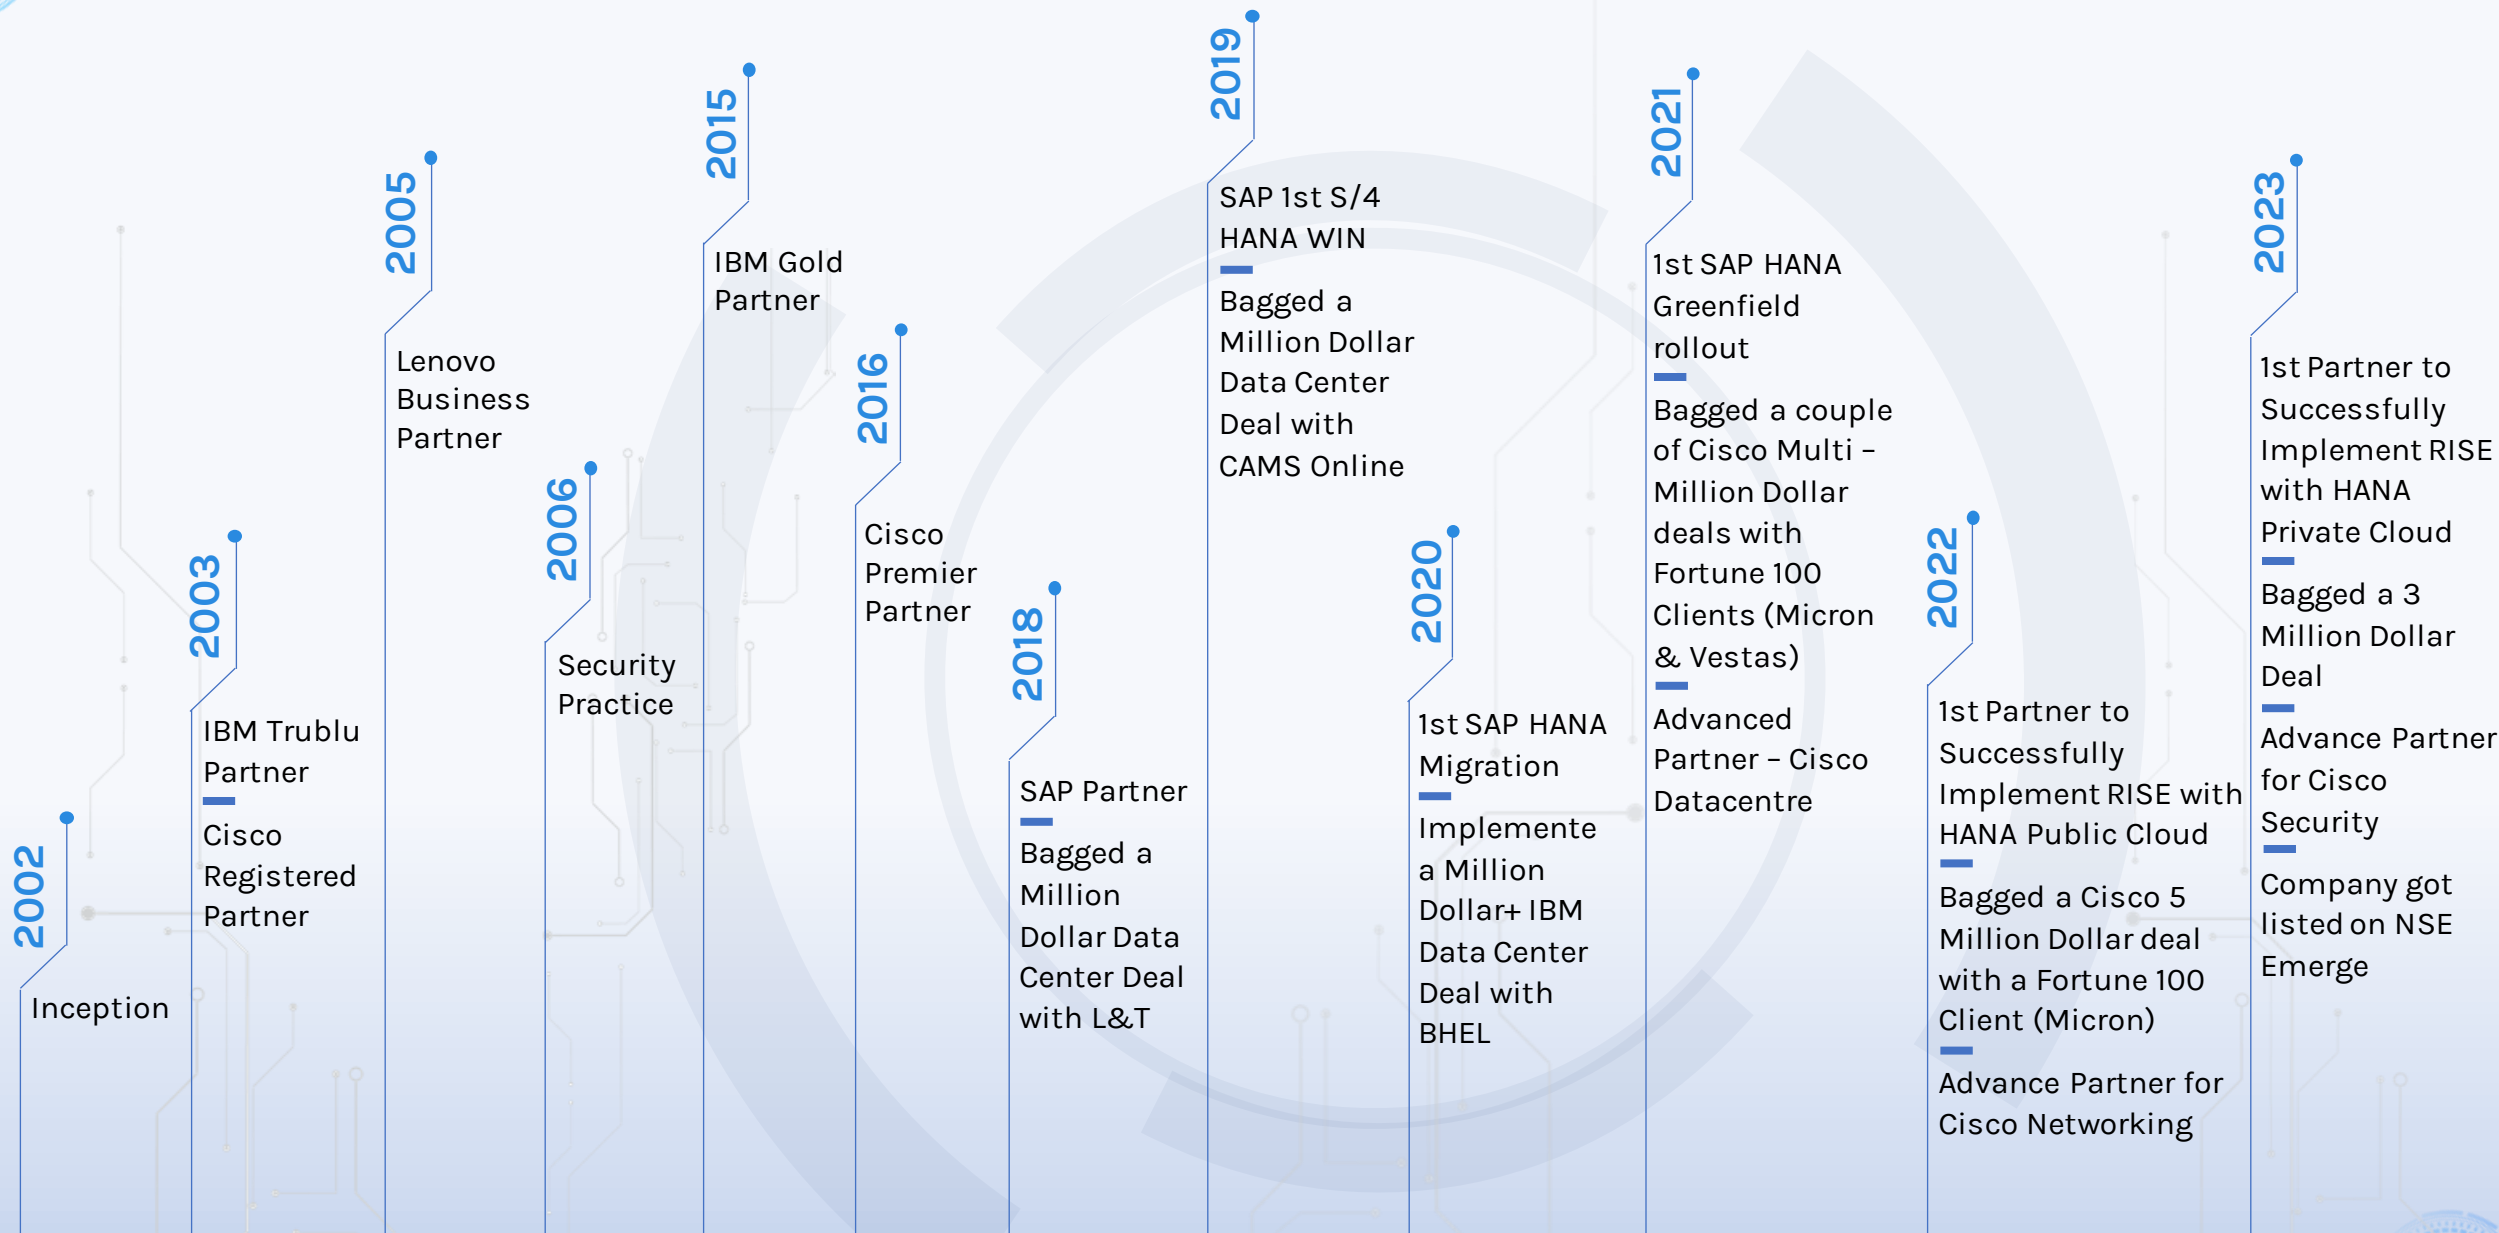 2002
Inception
2003
IBM Trublu
Partner
Cisco
Registered
Partner
2005
Lenovo
Business
Partner
2006
Security
Practice
2015
IBM Gold
Partner
2016
Cisco
Premier
Partner
2018
SAP Partner
Bagged a
Million
Dollar Data
Center Deal
with L&T
2019
SAP 1st S/4
HANA WIN
Bagged a
Million Dollar
Data Center
Deal with
CAMS Online
2020
1st SAP HANA
Migration
Implemente
a Million
Dollar+ IBM
Data Center
Deal with
BHEL
2021
1st SAP HANA
Greenfield
rollout
Bagged a couple
of Cisco Multi –
Million Dollar
deals with
Fortune 100
Clients (Micron
& Vestas)
Advanced
Partner – Cisco
Datacentre
2022
1st Partner to
Successfully
Implement RISE with
HANA Public Cloud
Bagged a Cisco 5
Million Dollar deal
with a Fortune 100
Client (Micron)
Advance Partner for
Cisco Networking
2023
1st Partner to
Successfully
Implement RISE
with HANA
Private Cloud
Bagged a 3
Million Dollar
Deal
Advance Partner
for Cisco
Security
Company got
listed on NSE
Emerge